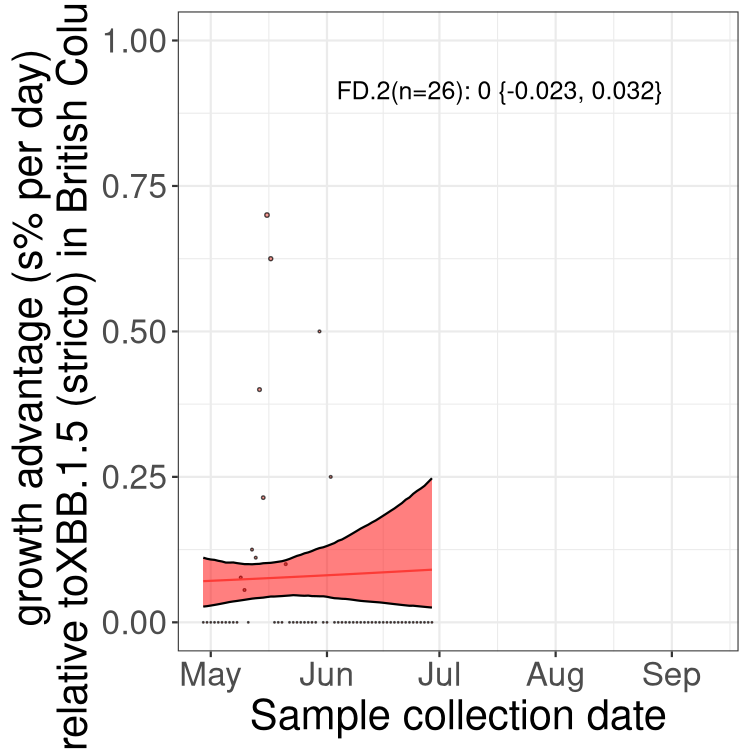 growth advantage (s% per day)
relative toXBB.1.5 (stricto) in British Colu
1.00
0.75
0.50
0.25
0.00
FD.2(n=26): 0 {-0.023, 0.032}
May Jun Jul Aug Sep
Sample collection date